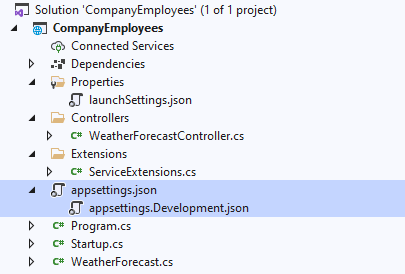 Solution 'CompanyEmployees' (1 of 1 project)
CompanyEmployees
Connected Services
Dependencies
Properties
launchSettings.json
Controllers
C# WeatherForecastController.cs
Extensions
C# ServiceExtensions.cs
appsettings.json
appsettings.Development.json
C# Program.cs
C# Startup.cs
C# WeatherForecast.cs